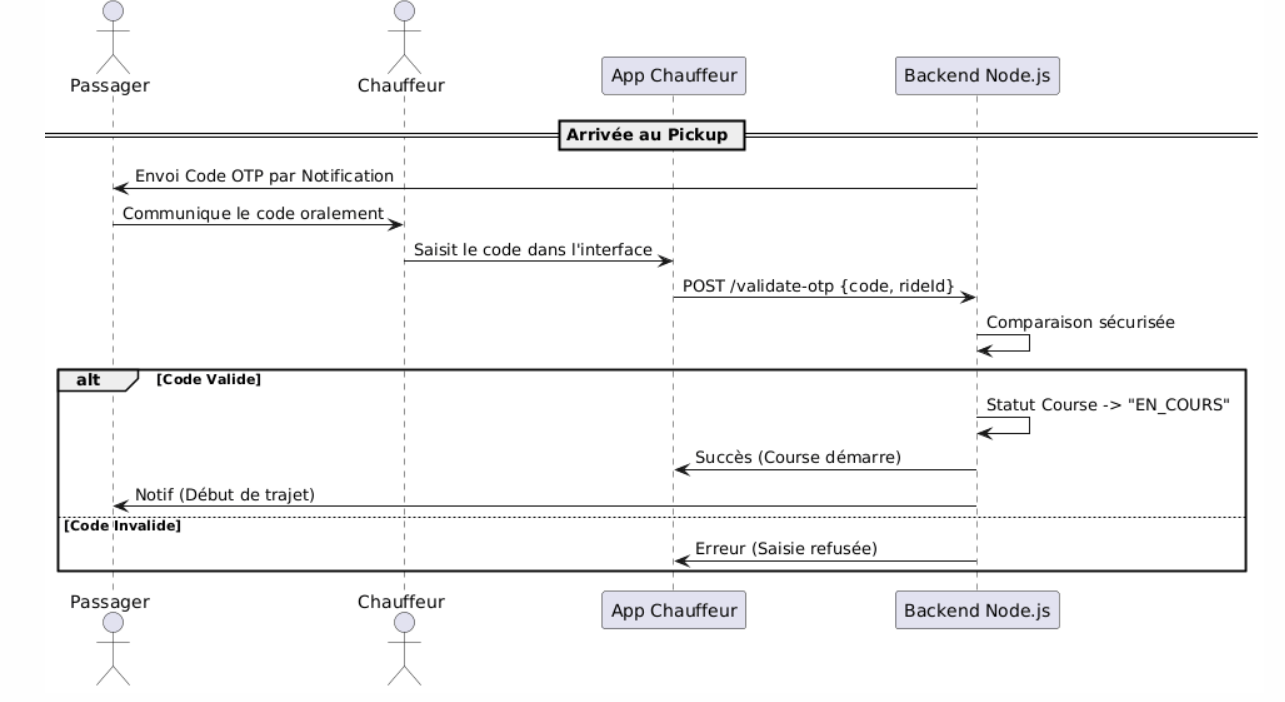 Passager
Chauffeur
App Chauffeur
Backend Node.js
Arrivée au Pickup
Envoi Code OTP par Notification
Communique le code oralement
Saisit le code dans l'interface
POST /validate-otp {code, rideId}
Comparaison sécurisée
alt
[Code Valide]
Statut Course -> "EN_COURS"
Succès (Course démarre)
Notif (Début de trajet)
[Code Invalide]
Erreur (Saisie refusée)
Passager
Chauffeur
App Chauffeur
Backend Node.js